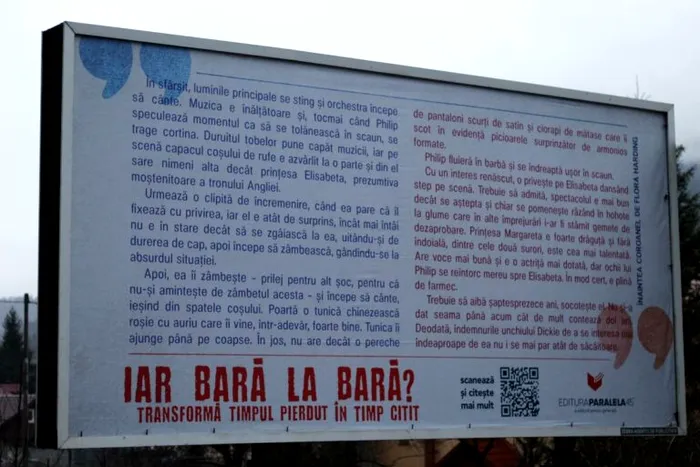 În sfârșit, luminile principale se sting și orchestra începe
să cânte. Muzica e înălțătoare și, tocmai când Philip
speculează momentul ca să se tolănească în scaun, se
trage cortina. Duruitul tobelor pune capăt muzicii, iar pe
scenă capacul coșului de rufe e azvârlit la o parte și din el
sare nimeni alta decât prințesa Elisabeta, prezumtiva
moștenitoare a tronului Angliei.
Urmează o clipită de încremenire, când ea pare că îl
fixează cu privirea, iar el e atât de surprins, încât mai întâi
nu e în stare decât să se zgâiască la ea, uitându-și de
durerea de cap, apoi începe să zâmbească, gândindu-se la
absurdul situației.
Apoi, ea îi zâmbește - prilej pentru alt șoc, pentru că
nu-și amintește de zâmbetul acesta - și începe să cânte,
ieșind din spatele coșului. Poartă o tunică chinezească
roșie cu auriu care îi vine, într-adevăr, foarte bine. Tunica îi
ajunge până pe coapse. În jos, nu are decât o pereche
de pantaloni scurți de satin și ciorapi de mătase care îi
scot în evidență picioarele surprinzător de armonios
formate.
Philip fluieră în barbă și se îndreaptă ușor în scaun.
Cu un interes renăscut, o privește pe Elisabeta dansând
step pe scenă. Trebuie să admită, spectacolul e mai bun
decât se aștepta și chiar se pomenește râzând în hohote
la glume care în alte împrejurări i-ar fi stârnit gemete de
dezaprobare. Prințesa Margareta e foarte drăguță și fără
îndoială, dintre cele două surori, este cea mai talentată.
Are voce mai bună și e o actriță mai dotată, dar ochii lui
Philip se reîntorc mereu spre Elisabeta. În mod cert, e plină
de farmec.
Trebuie să aibă șaptesprezece ani, socotește el. Nu și-a
dat seama până acum cât de mult contează doi ani.
Deodată, îndemnurile unchiului Dickie de a se interesa
îndeaproape de ea nu i se mai par atât de sâcâitoare.
ÎNAINTEA COROANEI DE FLORA HARDING
IAR BARĂ LA BARĂ?
TRANSFORMĂ TIMPUL PIERDUT ÎN TIMP CITIT
scanează
și citește
mai mult
EDITURA PARALELA 45